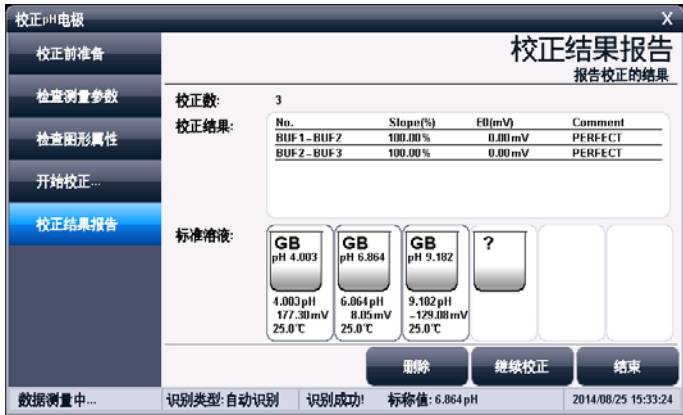 校正pH电极 X
校正前准备
检查测量参数
检查图形属性
开始校正...
校正结果报告
校正结果报告
报告校正的结果
校正数: 3
校正结果:
No. Slope(%) E0(mV) Comment
BUF1-BUF2 100.00% 0.00mV PERFECT
BUF2-BUF3 100.00% 0.00mV PERFECT
标准溶液:
GB GB GB ?
pH 4.003 pH 6.864 pH 9.182
4.003pH 6.064pH 9.102pH
177.30mV 8.05mV -129.08mV
25.0℃ 25.0℃ 25.0℃
删除 继续校正 结束
数据测量中... 识别类型:自动识别 识别成功! 标称值:6.864pH 2014/08/25 15:33:24